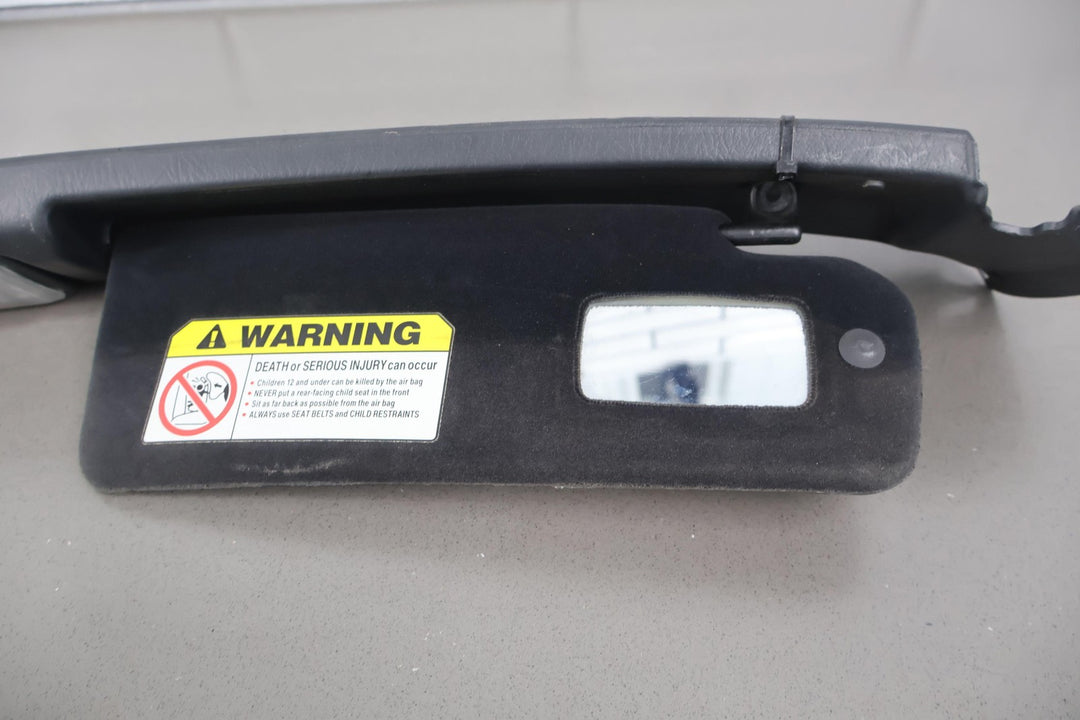 WARNING
DEATH or SERIOUS INJURY can occur
• Children 12 and under can be killed by the air bag
• NEVER put a rear-facing child seat in the front
• Sit as far back as possible from the air bag
• ALWAYS use SEAT BELTS and CHILD RESTRAINTS